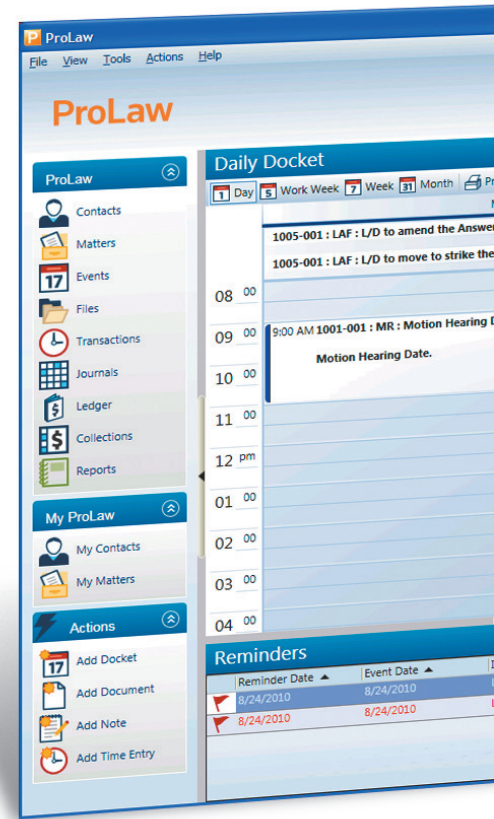 ProLaw
File View Tools Actions Help
ProLaw
ProLaw
Contacts
Matters
17 Events
Files
Transactions
Journals
$ Ledger
$ Collections
Reports
My ProLaw
My Contacts
My Matters
Actions
17 Add Docket
Add Document
Add Note
Add Time Entry
Daily Docket
1 Day 5 Work Week 7 Week 31 Month Pr
1005-001 : LAF : L/D to amend the Answer
1005-001 : LAF : L/D to move to strike the
08 00
09 00 9:00 AM 1001-001 : MR : Motion Hearing D
Motion Hearing Date.
10 00
11 00
12 pm
01 00
02 00
03 00
04 00
Reminders
Reminder Date Event Date
8/24/2010 8/24/2010
8/24/2010 8/24/2010